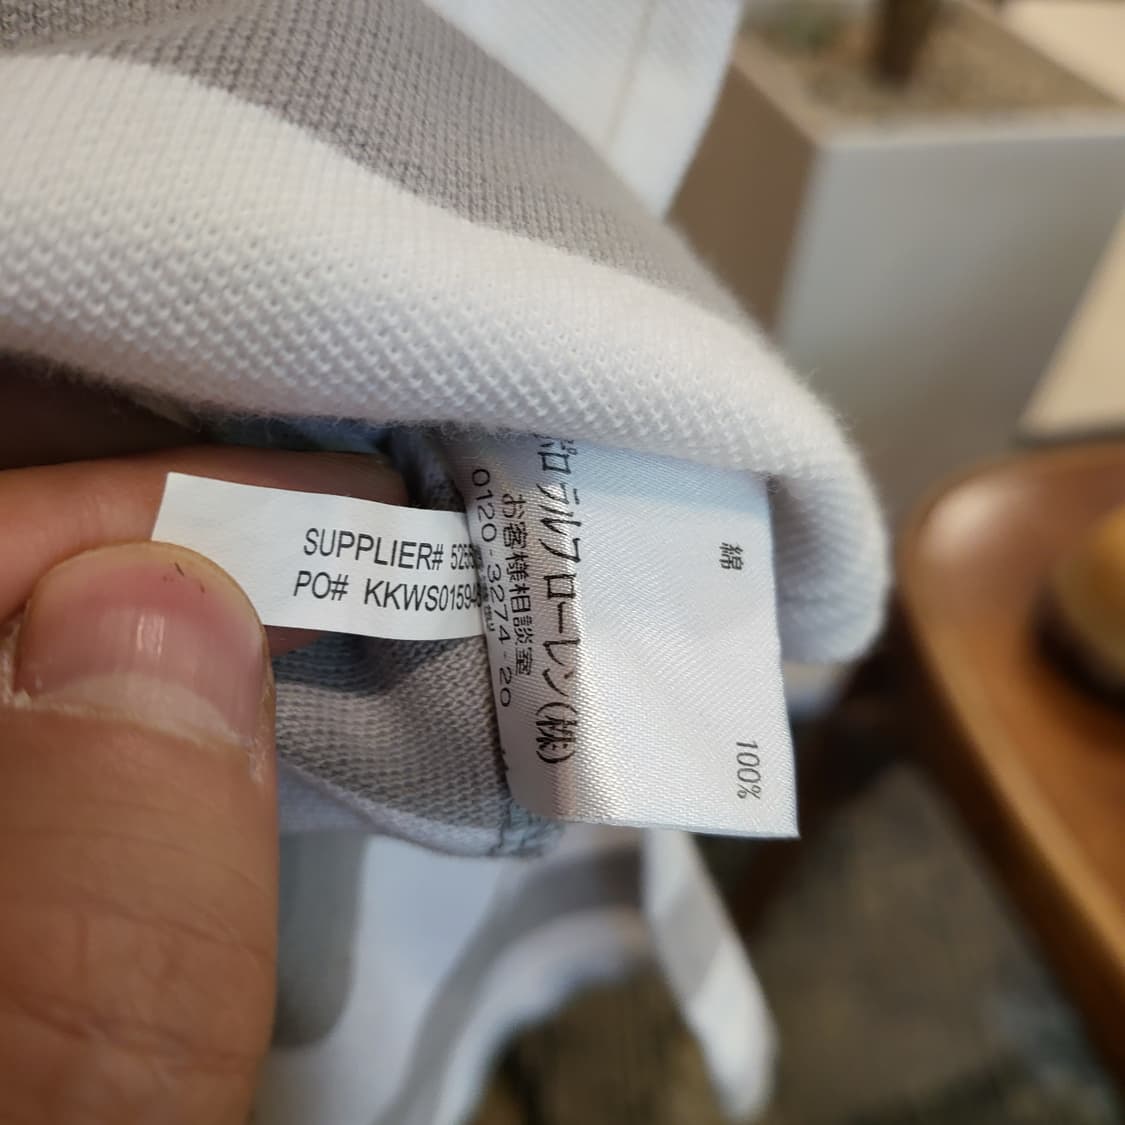 SUPPLIER#
PO# KKWS01594
綿 100%
ポロ ラルフ ローレン(株)
お客様相談室
0120-3274-20